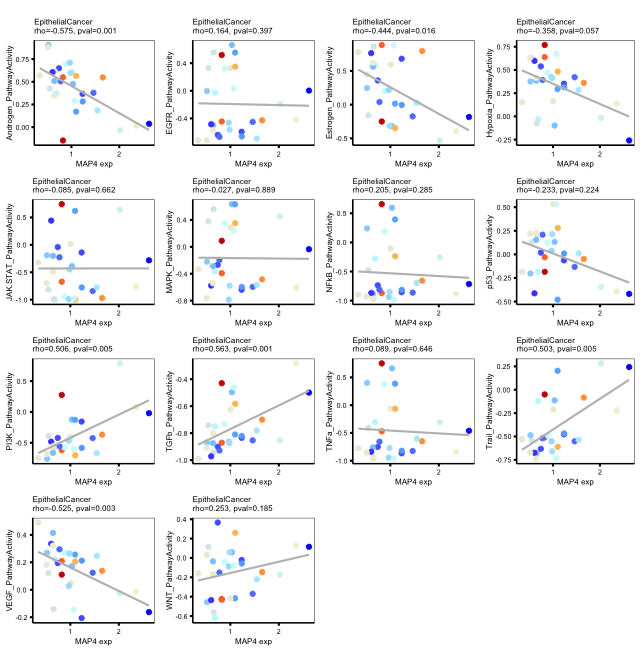 EpithelialCancer
rho=-0.575, pval=0.001
Androgen_PathwayActivity
0.75
0.50
0.25
0.00
1
2
MAP4 exp
EpithelialCancer
rho=0.164, pval=0.397
EGFR_PathwayActivity
0.6
0.4
0.2
0.0
-0.2
-0.4
-0.6
1
2
MAP4 exp
EpithelialCancer
rho=-0.444, pval=0.016
Estrogen_PathwayActivity
0.5
0.0
-0.5
1
2
MAP4 exp
EpithelialCancer
rho=-0.358, pval=0.057
Hypoxia_PathwayActivity
0.75
0.50
0.25
0.00
-0.25
1
2
MAP4 exp
EpithelialCancer
rho=-0.085, pval=0.662
JAK.STAT_PathwayActivity
0.5
0.0
-0.5
-1.0
1
2
MAP4 exp
EpithelialCancer
rho=-0.027, pval=0.889
MAPK_PathwayActivity
0.4
0.0
-0.4
-0.8
1
2
MAP4 exp
EpithelialCancer
rho=0.205, pval=0.285
NFkB_PathwayActivity
0.5
0.0
-0.5
-1.0
1
2
MAP4 exp
EpithelialCancer
rho=-0.233, pval=0.224
p53_PathwayActivity
0.50
0.25
0.00
-0.25
-0.50
1
2
MAP4 exp
EpithelialCancer
rho=0.506, pval=0.005
PI3K_PathwayActivity
0.5
0.0
-0.5
1
2
MAP4 exp
EpithelialCancer
rho=0.563, pval=0.001
TGFb_PathwayActivity
-0.4
-0.6
-0.8
-1.0
1
2
MAP4 exp
EpithelialCancer
rho=0.089, pval=0.646
TNFa_PathwayActivity
0.5
0.0
-0.5
-1.0
1
2
MAP4 exp
EpithelialCancer
rho=0.503, pval=0.005
Trail_PathwayActivity
0.25
0.00
-0.25
-0.50
-0.75
1
2
MAP4 exp
EpithelialCancer
rho=-0.525, pval=0.003
VEGF_PathwayActivity
0.4
0.2
0.0
-0.2
1
2
MAP4 exp
EpithelialCancer
rho=0.253, pval=0.185
WNT_PathwayActivity
0.4
0.2
0.0
-0.2
-0.4
-0.6
1
2
MAP4 exp